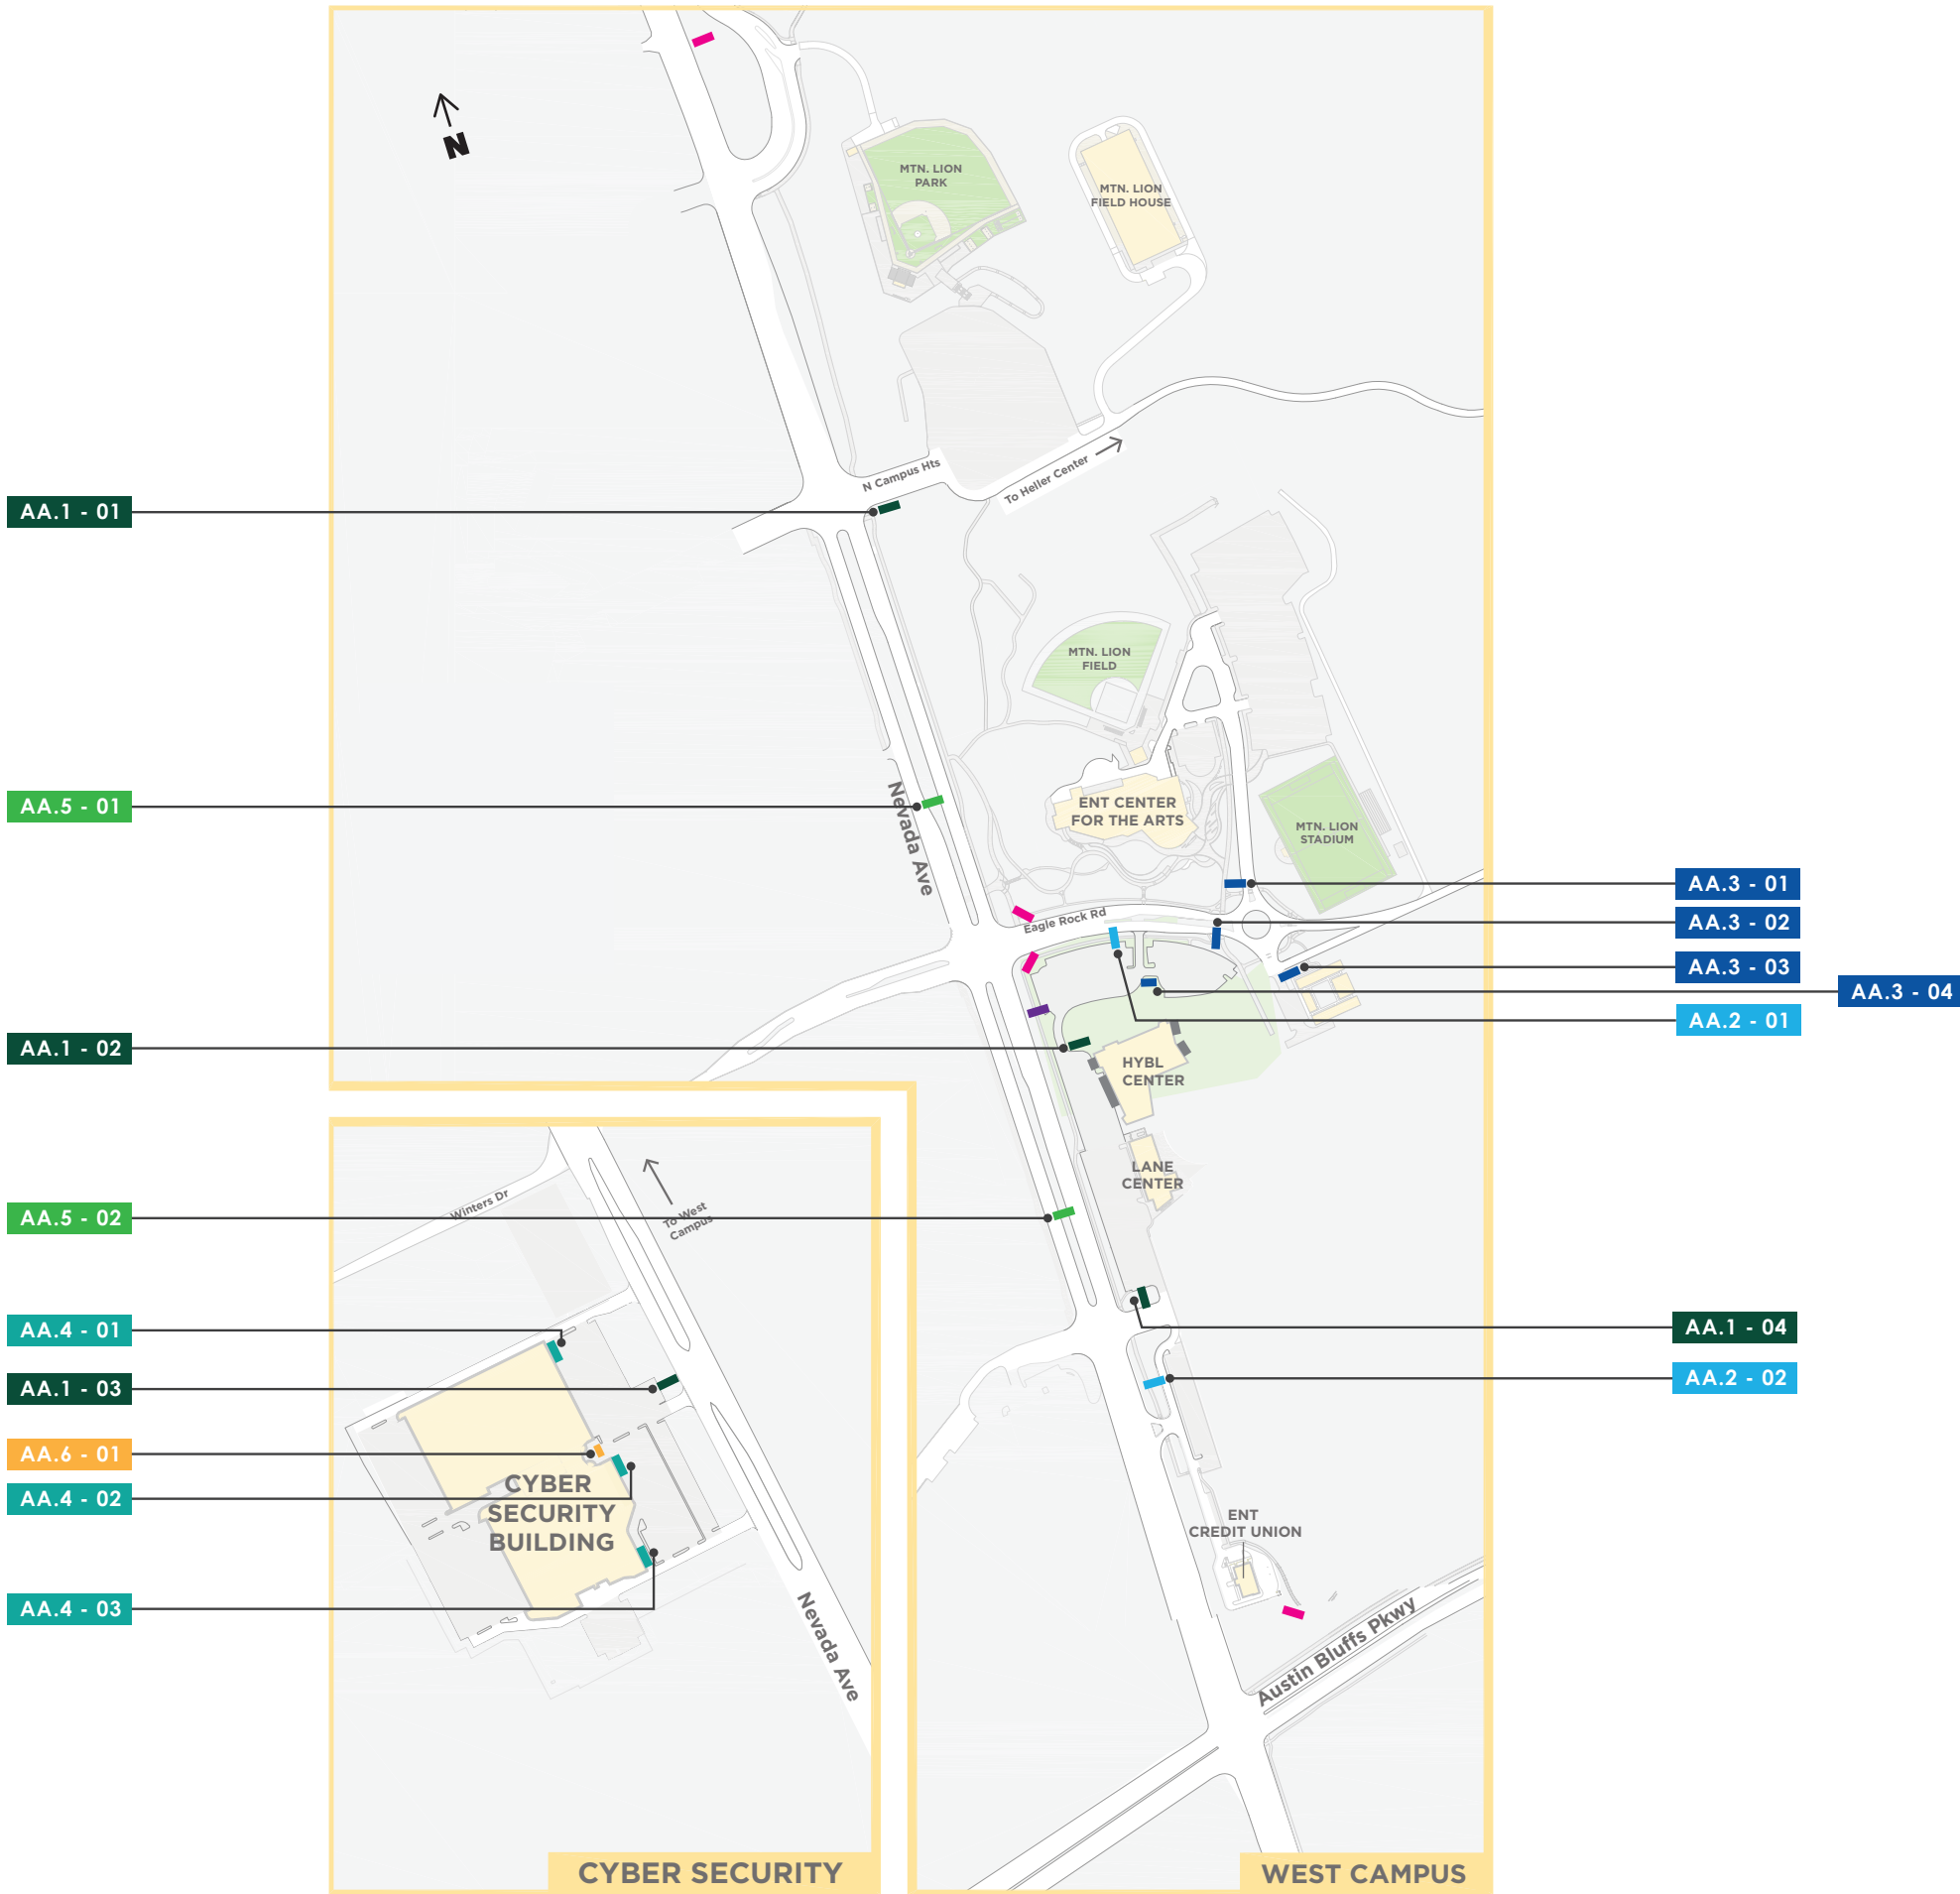 N
MTN. LION
PARK
MTN. LION
FIELD HOUSE
N Campus Hts
To Heller Center
AA.1 - 01
MTN. LION
FIELD
AA.5 - 01
Nevada Ave
ENT CENTER
FOR THE ARTS
MTN. LION
STADIUM
AA.3 - 01
Eagle Rock Rd
AA.3 - 02
AA.3 - 03
AA.3 - 04
AA.2 - 01
AA.1 - 02
HYBL
CENTER
LANE
CENTER
Winters Dr
To West
Campus
AA.5 - 02
AA.4 - 01
AA.1 - 04
AA.1 - 03
AA.2 - 02
AA.6 - 01
AA.4 - 02
CYBER
SECURITY
BUILDING
ENT
CREDIT UNION
AA.4 - 03
Nevada Ave
Austin Bluffs Pkwy
CYBER SECURITY
WEST CAMPUS